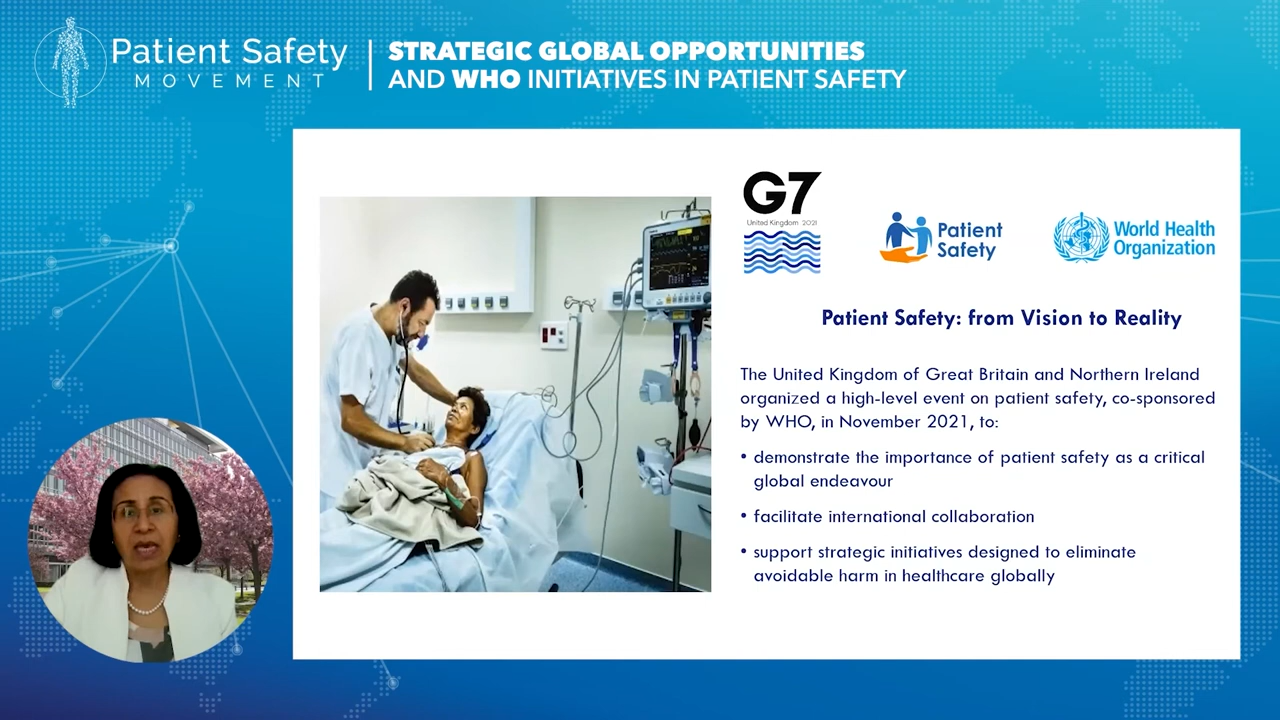 Patient Safety
MOVEMENT
STRATEGIC GLOBAL OPPORTUNITIES
AND WHO INITIATIVES IN PATIENT SAFETY
G7
United Kingdom 2021
Patient
Safety
World Health
Organization
Patient Safety: from Vision to Reality
The United Kingdom of Great Britain and Northern Ireland
organized a high-level event on patient safety, co-sponsored
by WHO, in November 2021, to:
• demonstrate the importance of patient safety as a critical
global endeavour
• facilitate international collaboration
• support strategic initiatives designed to eliminate
avoidable harm in healthcare globally